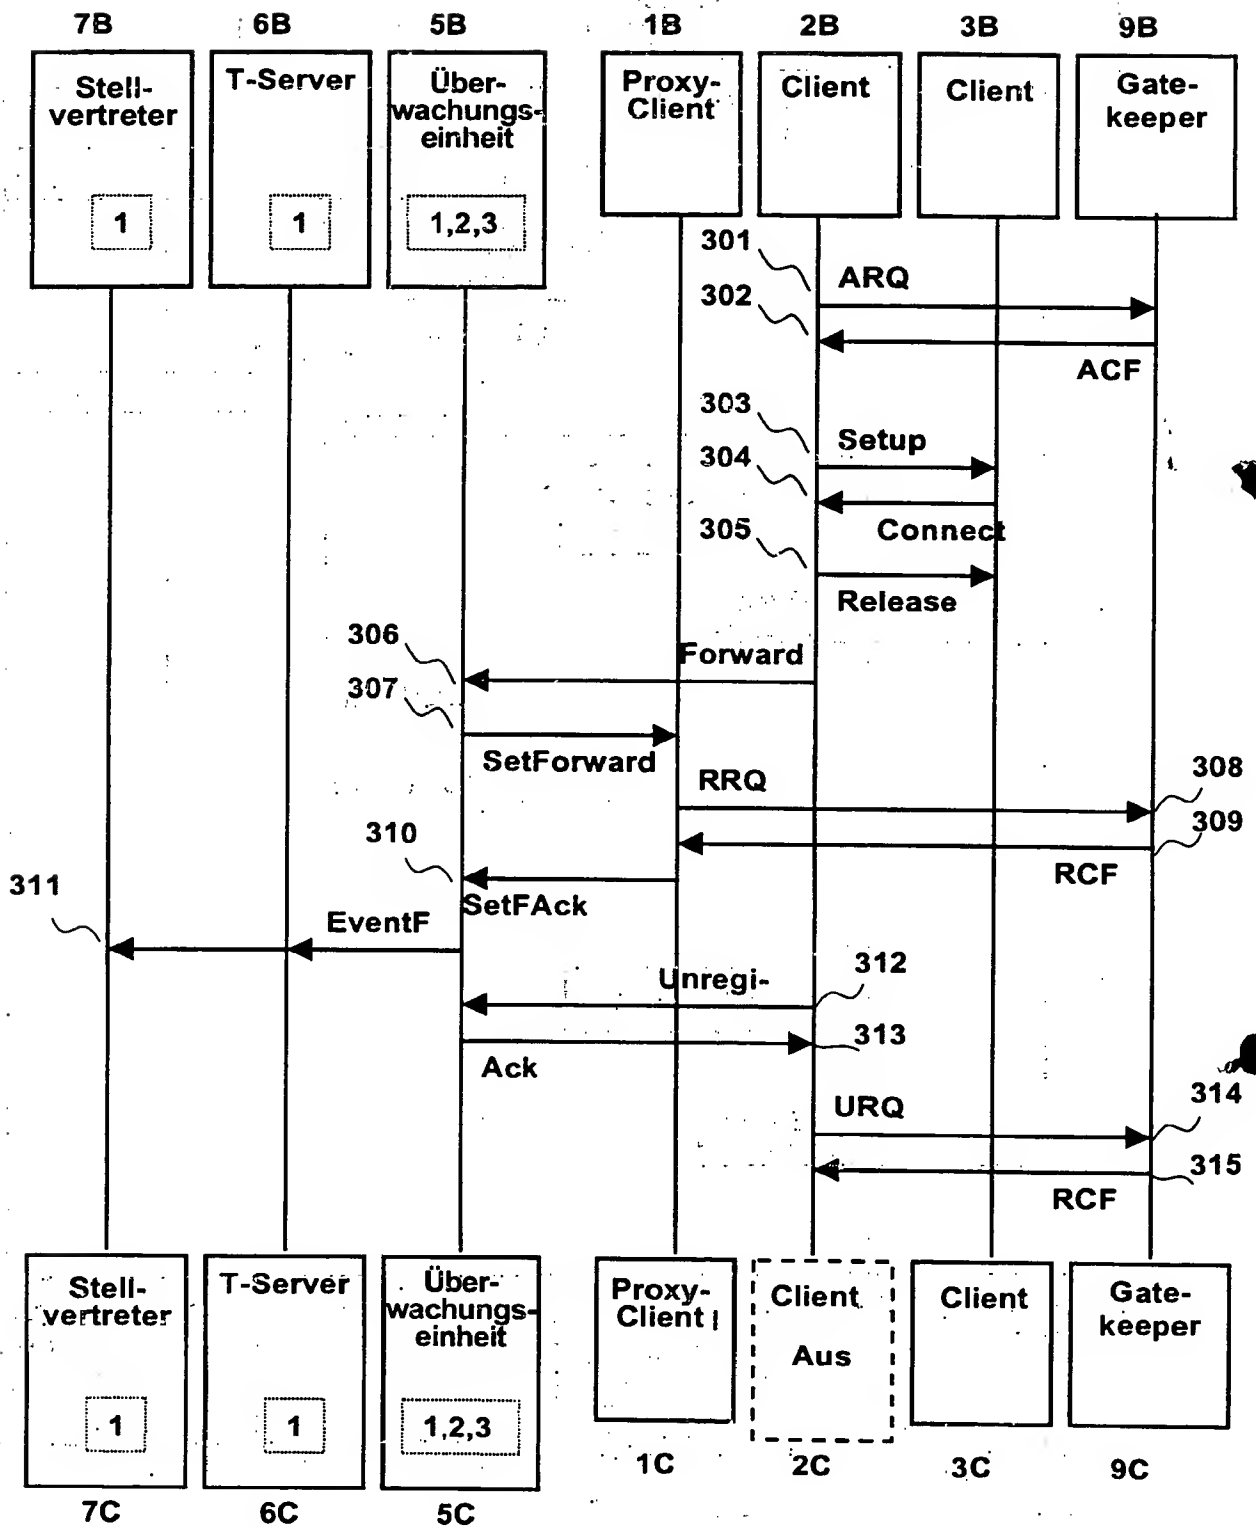 7B 6B 5B 1B 2B 3B 9B
Stell-
vertreter
1
T-Server
1
Über-
wachungs-
einheit
1,2,3
Proxy-
Client
Client
Client
Gate-
keeper
301
ARQ
302
ACF
303
Setup
304
Connect
305
Release
306
Forward
307
SetForward
RRQ
308
309
RCF
310
SetFAck
311
EventF
312
Unregi-
313
Ack
URQ
314
315
RCF
Stell-
vertreter
1
T-Server
1
Über-
wachungs-
einheit
1,2,3
Proxy-
Client
Client
Aus
Client
Gate-
keeper
1C 2C 3C 9C
7C 6C 5C